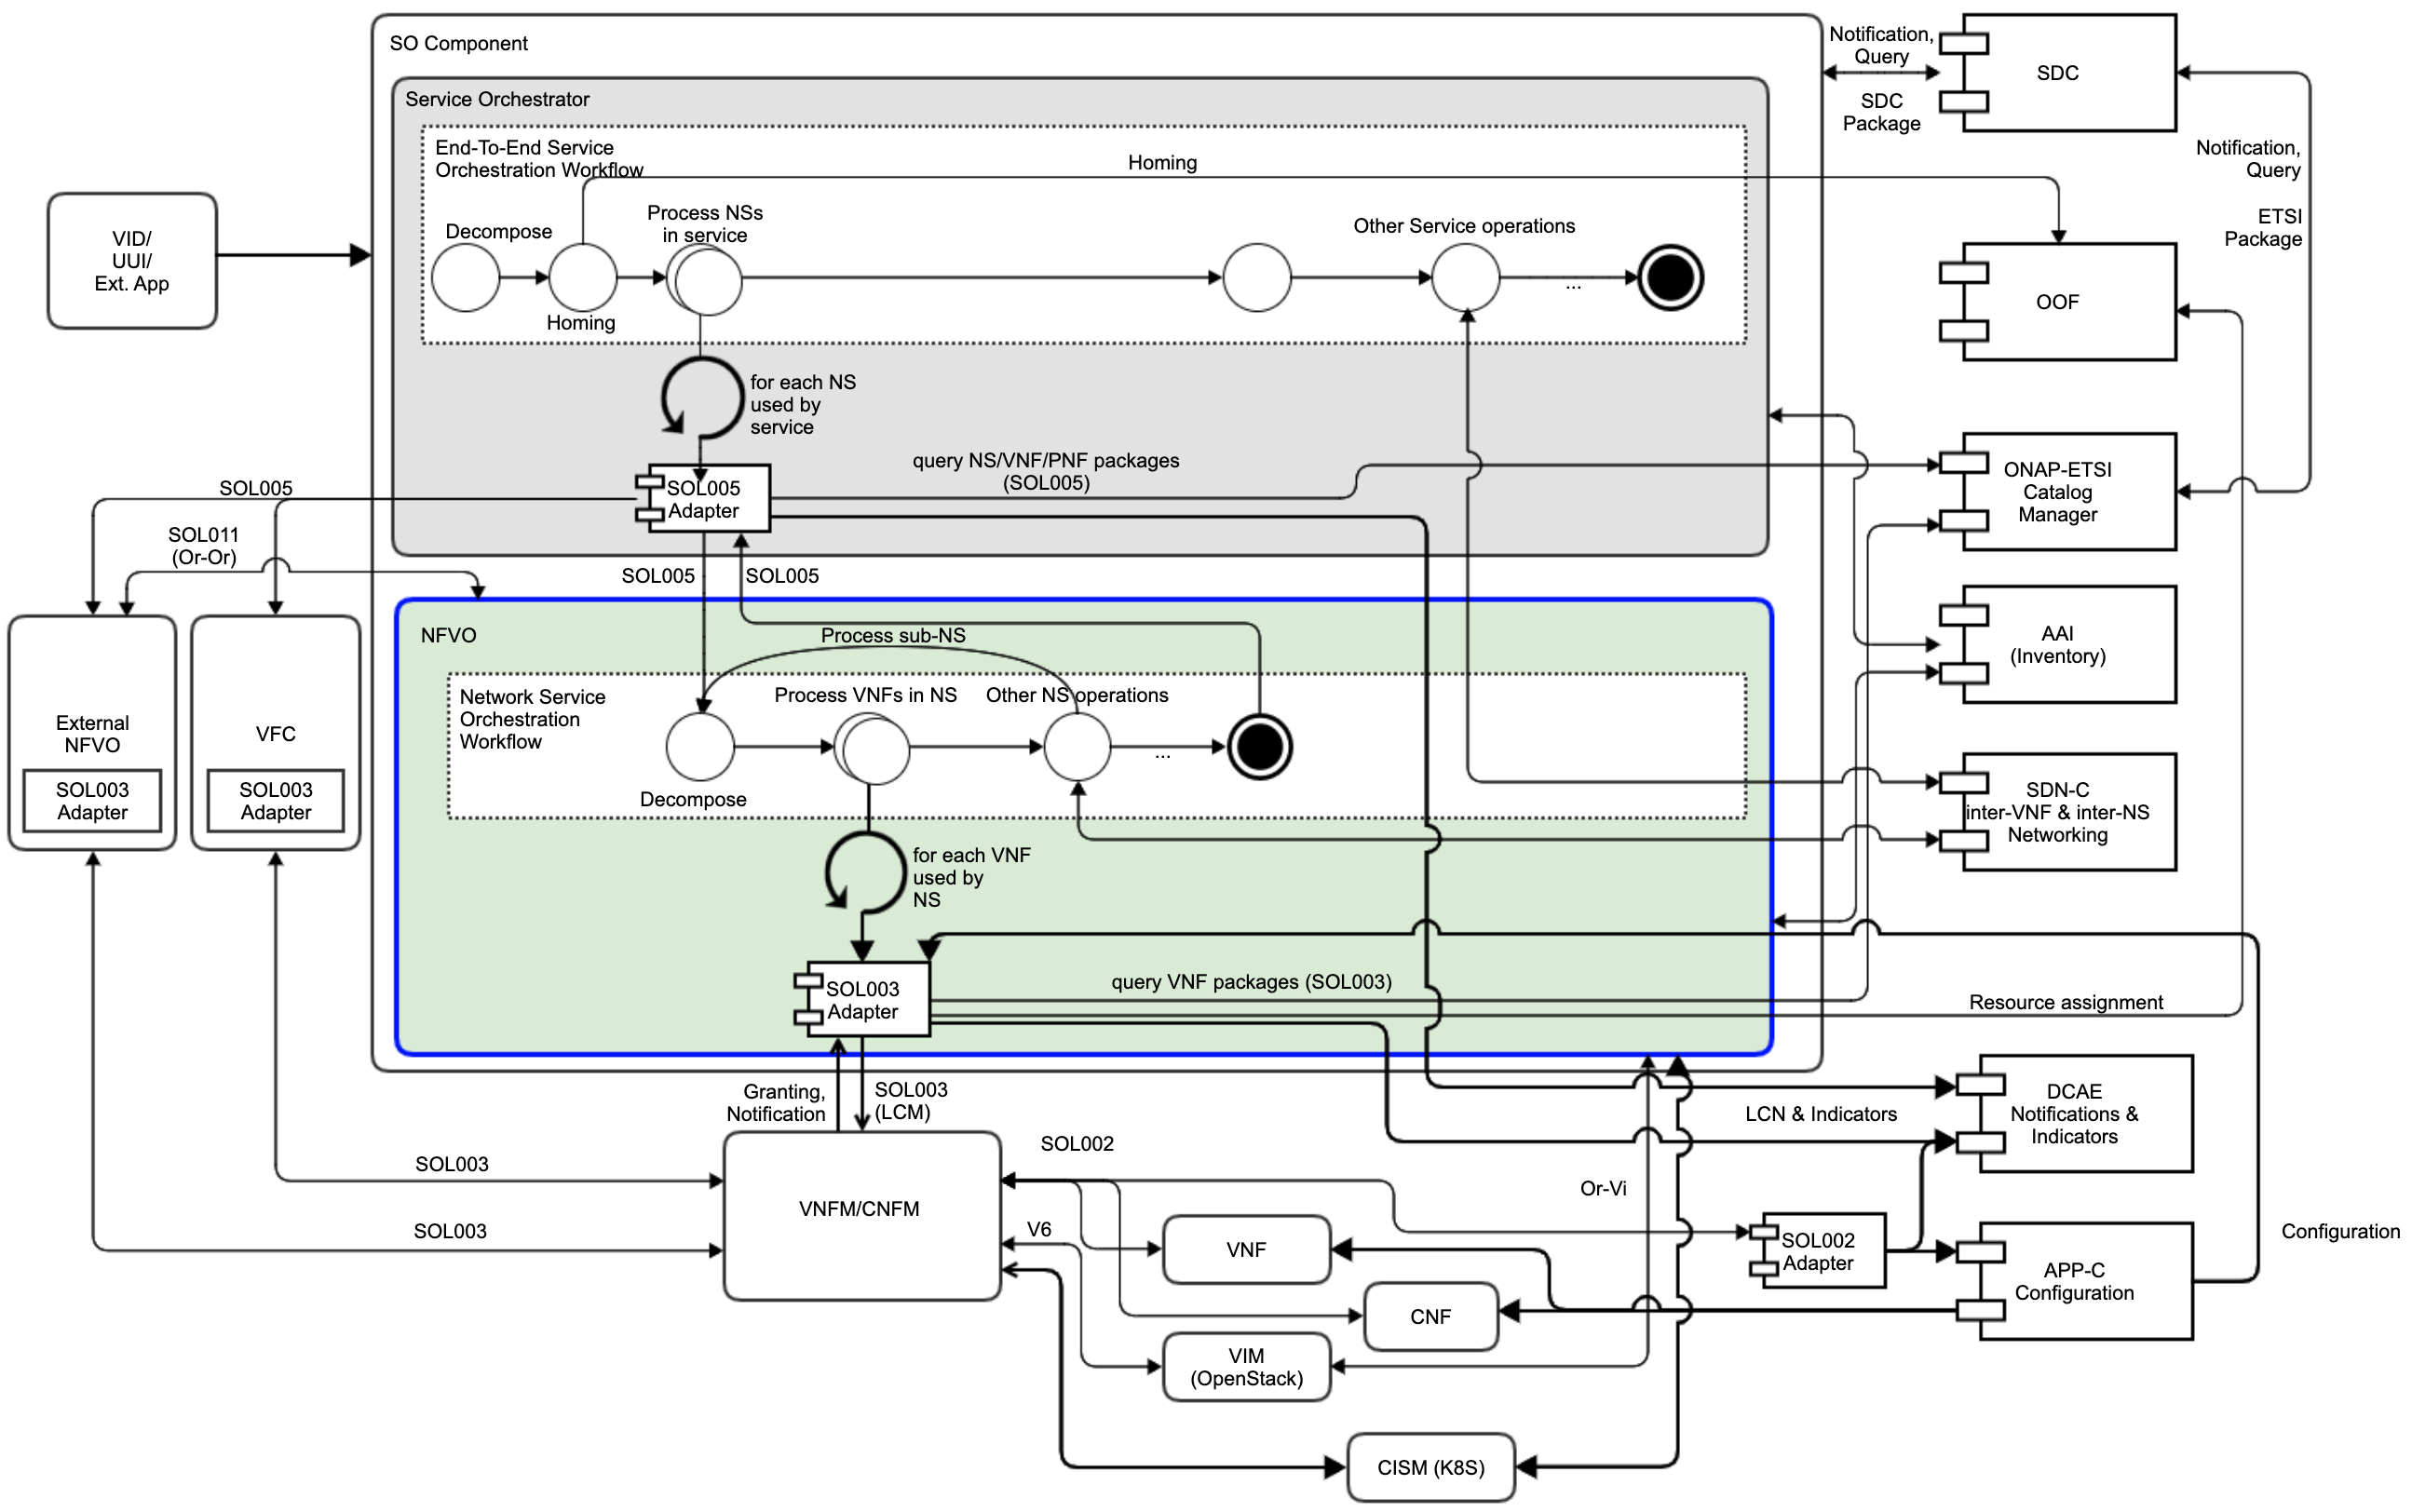 SO Component
Service Orchestrator
End-To-End Service
Orchestration Workflow
Homing
Decompose
Process NSs
in service
Other Service operations
Homing
...
for each NS
used by
service
VID/
UUI/
Ext. App
Notification,
Query
SDC
Package
SDC
Notification,
Query
ETSI
Package
OOF
query NS/VNF/PNF packages
(SOL005)
SOL005
Adapter
ONAP-ETSI
Catalog
Manager
SOL005
SOL011
(Or-Or)
SOL005
SOL005
NFVO
Process sub-NS
Network Service
Orchestration
Workflow
Process VNFs in NS
Other NS operations
Decompose
...
AAI
(Inventory)
External
NFVO
SOL003
Adapter
VFC
SOL003
Adapter
SDN-C
inter-VNF & inter-NS
Networking
for each VNF
used by
NS
SOL003
Adapter
query VNF packages (SOL003)
Resource assignment
Granting,
Notification
SOL003
(LCM)
DCAE
Notifications &
Indicators
LCN & Indicators
SOL002
SOL003
VNFM/CNFM
Or-Vi
V6
SOL003
VNF
SOL002
Adapter
Configuration
APP-C
Configuration
CNF
VIM
(OpenStack)
CISM (K8S)